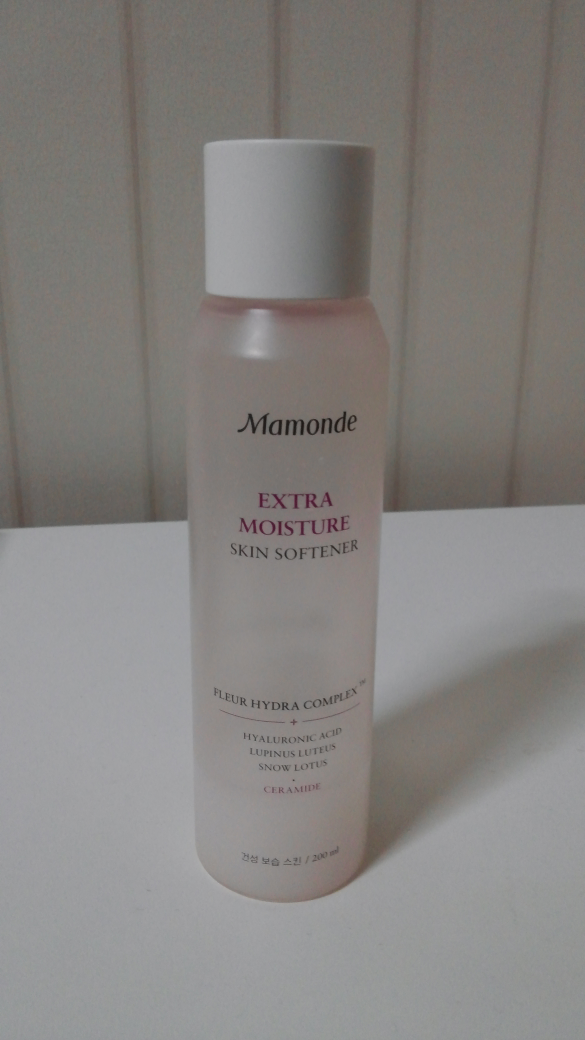 Mamonde
EXTRA
MOISTURE
SKIN SOFTENER
FLEUR HYDRA COMPLEX™
HYALURONIC ACID
LUPINUS LUTEUS
SNOW LOTUS
CERAMIDE
건성 보습 스킨 / 200 ml